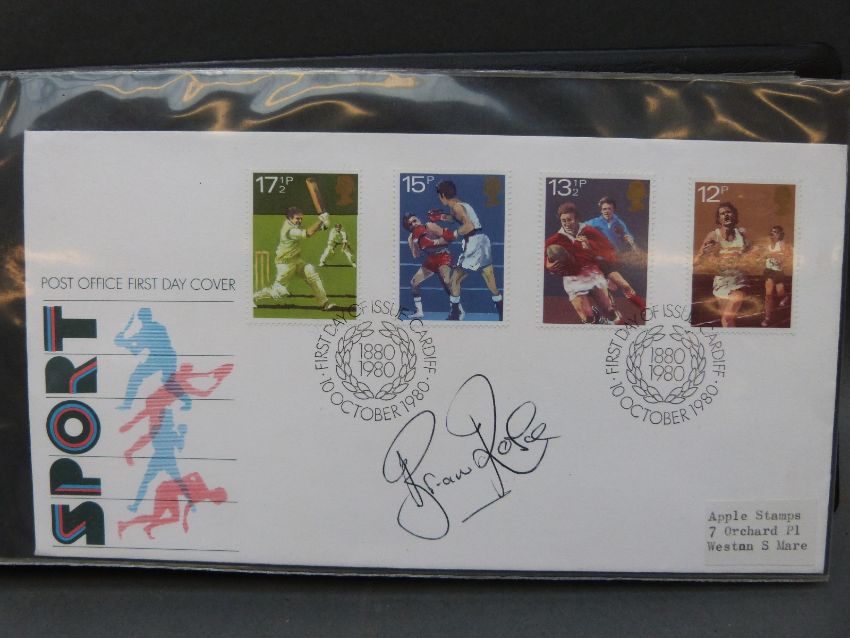 17½P
15P
13½P
12P
POST OFFICE FIRST DAY COVER
SPORT
FIRST DAY OF ISSUE CARDIFF
1880
1980
10 OCTOBER 1980
FIRST DAY OF ISSUE CARDIFF
1880
1980
10 OCTOBER 1980
Brian
Apple Stamps
7 Orchard Pl
Weston S Mare